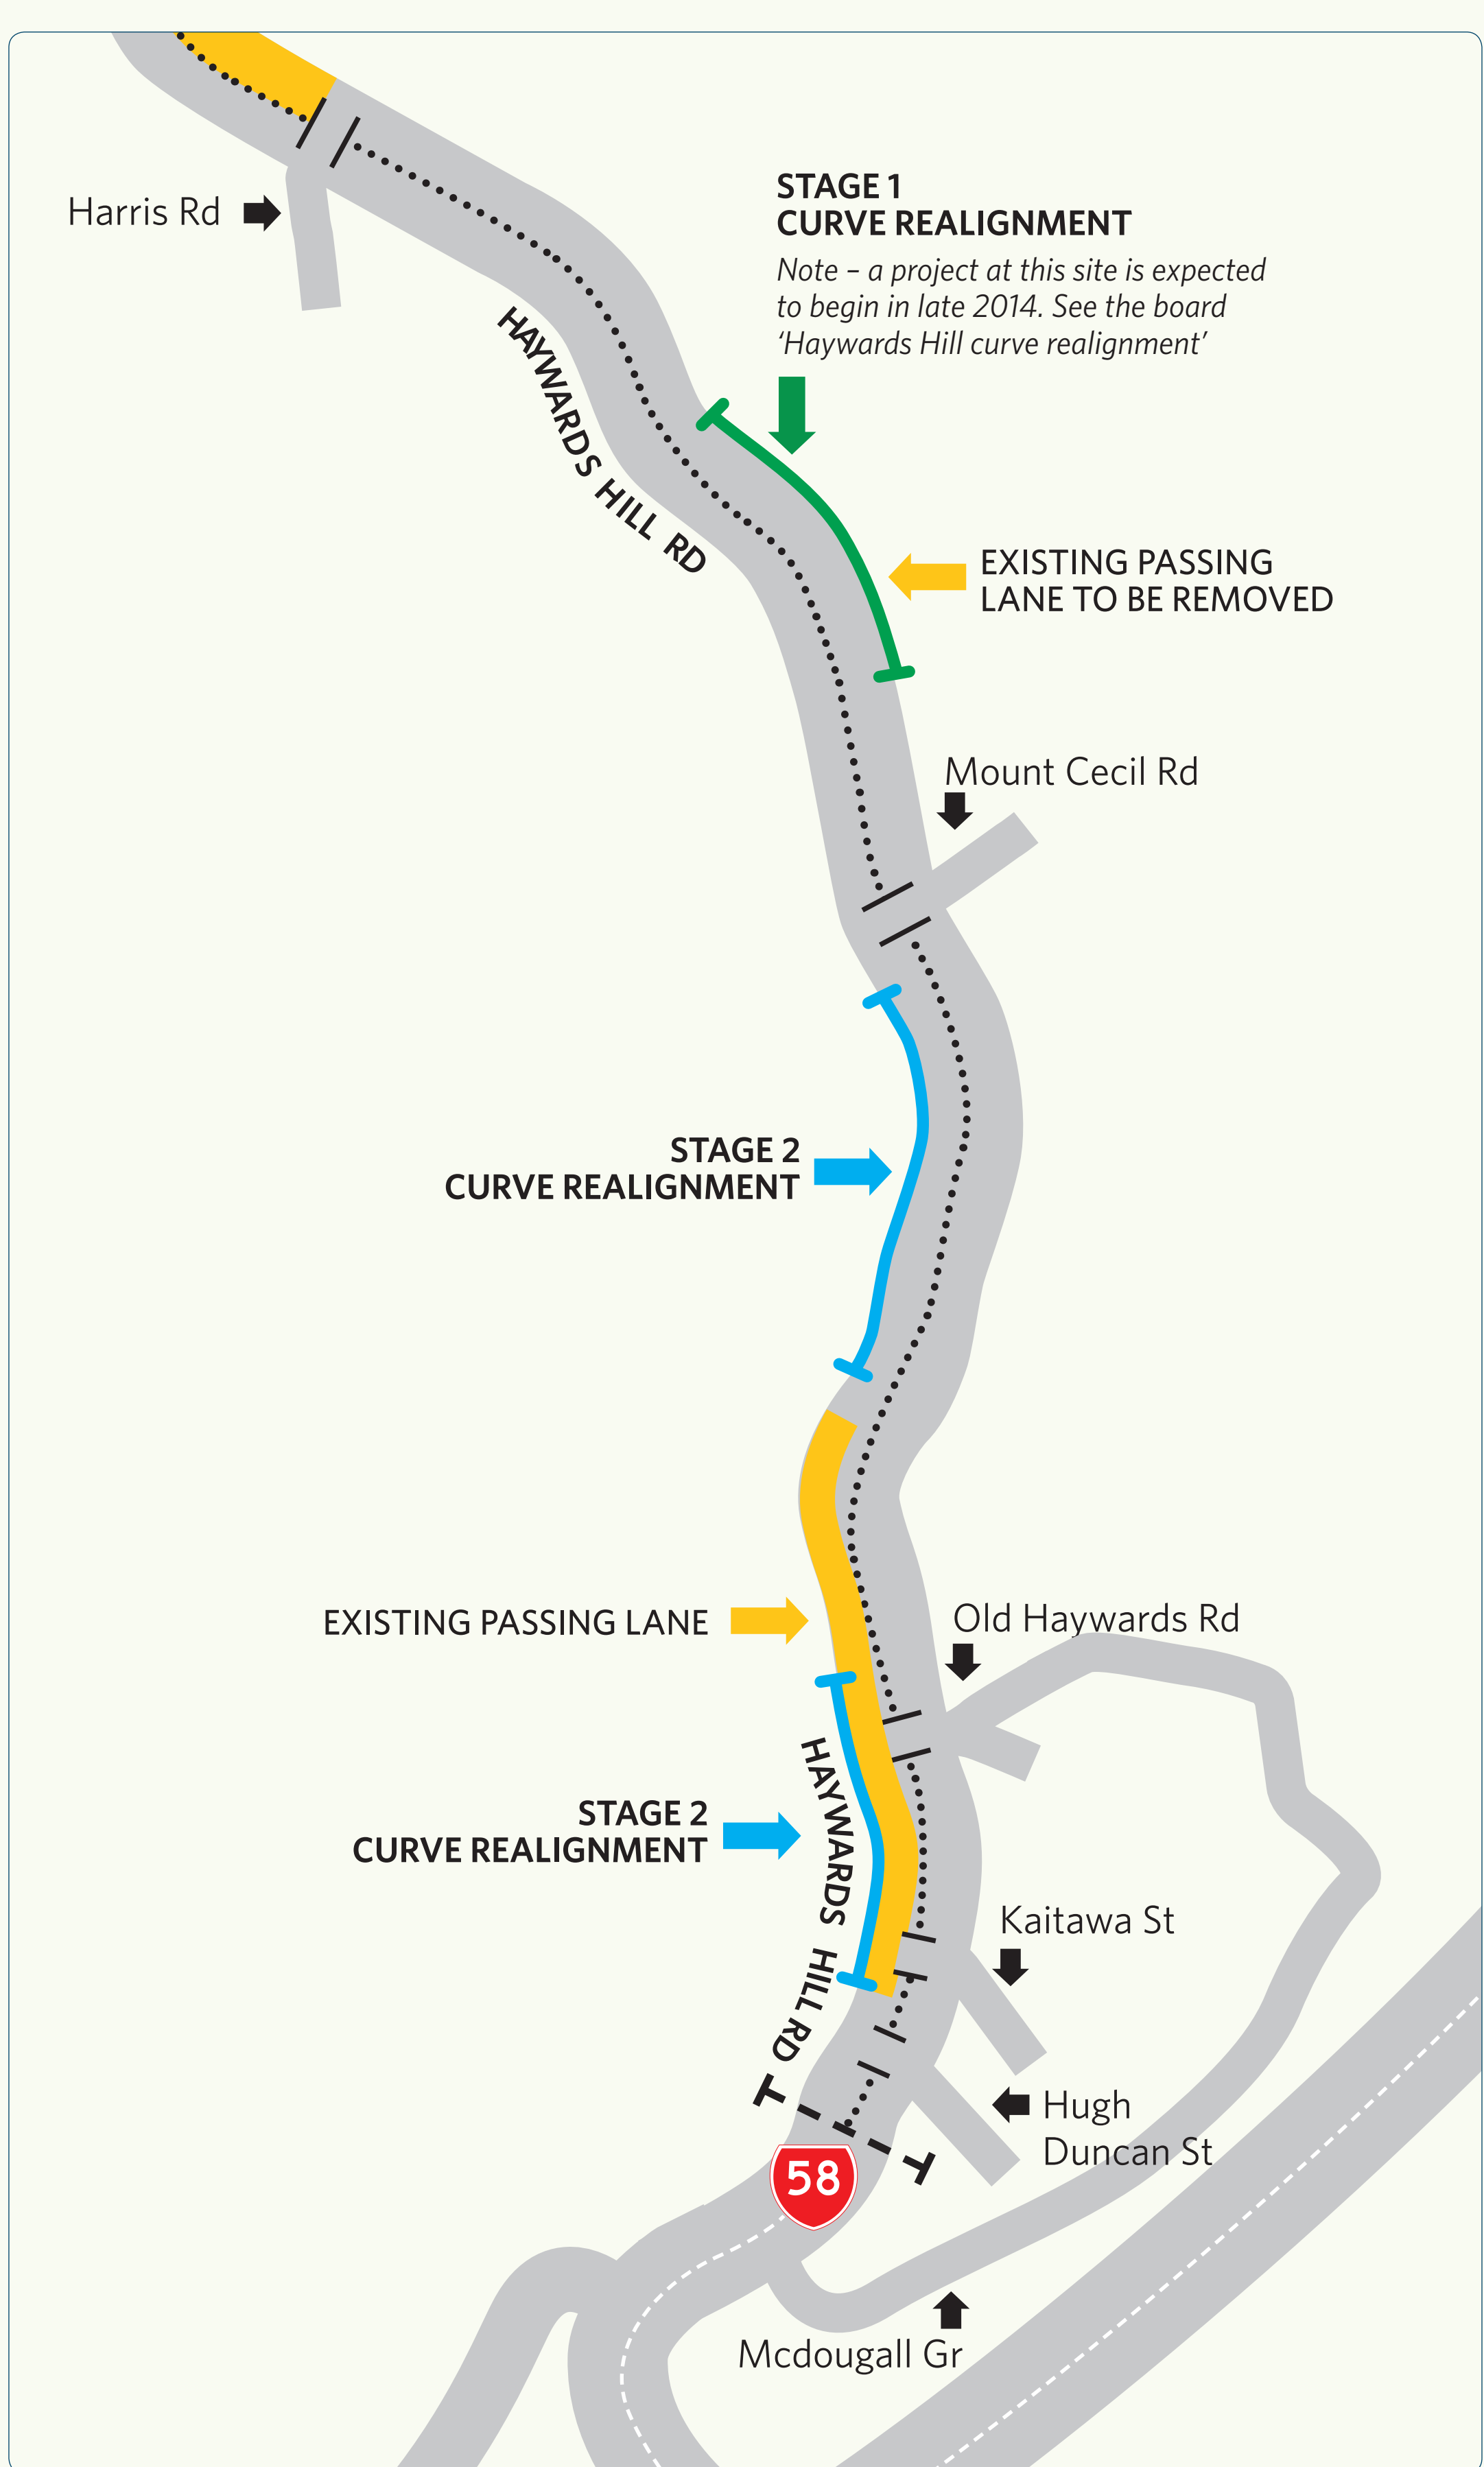 STAGE 1
CURVE REALIGNMENT
Harris Rd
Note – a project at this site is expected
to begin in late 2014. See the board
‘Haywards Hill curve realignment’
HAYWARDS HILL RD
EXISTING PASSING
LANE TO BE REMOVED
Mount Cecil Rd
STAGE 2
CURVE REALIGNMENT
EXISTING PASSING LANE
Old Haywards Rd
HAYWARDS HILL RD
STAGE 2
CURVE REALIGNMENT
Kaitawa St
Hugh
Duncan St
58
Mcdougall Gr